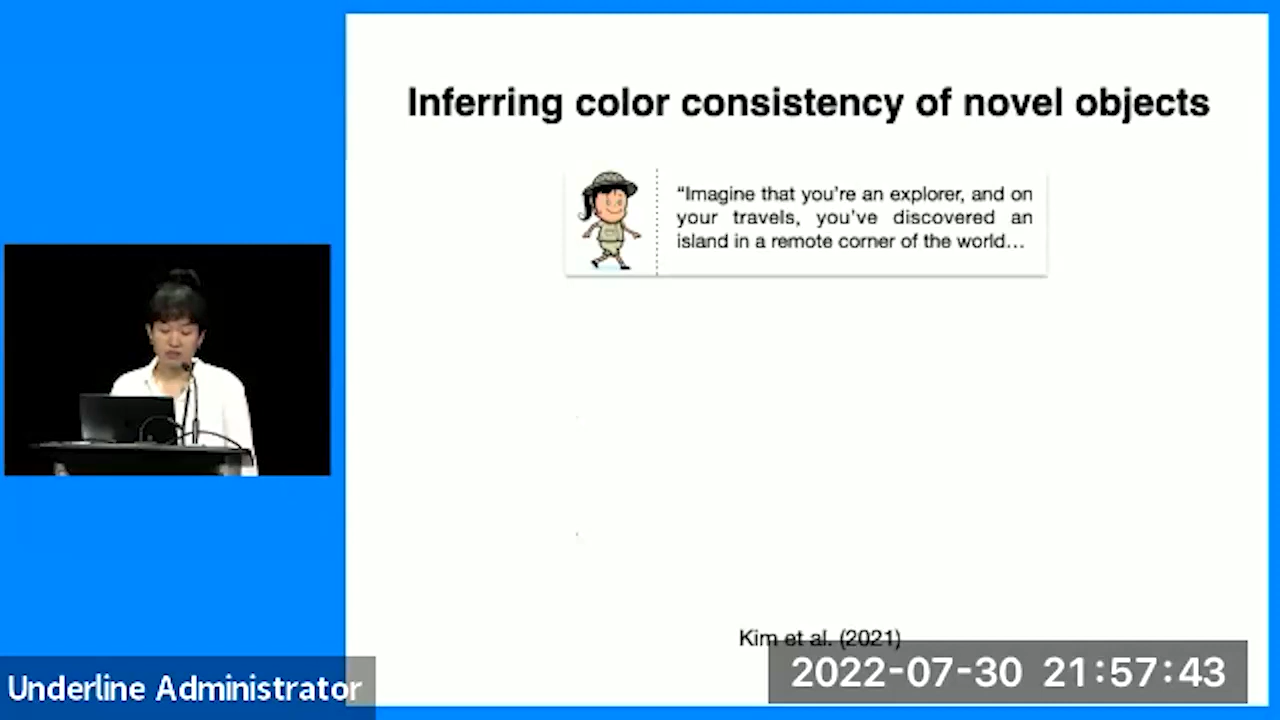 Inferring color consistency of novel objects
“Imagine that you’re an explorer, and on
your travels, you’ve discovered an
island in a remote corner of the world…
Kim et al. (2021)
2022-07-30 21:57:43
Underline Administrator